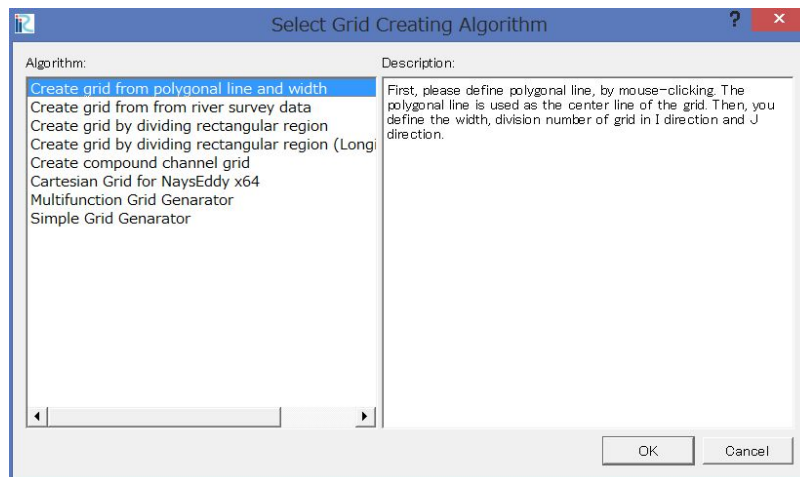 Select Grid Creating Algorithm
Algorithm:
Description:
Create grid from polygonal line and width
Create grid from from river survey data
Create grid by dividing rectangular region
Create grid by dividing rectangular region (Longi
Create compound channel grid
Cartesian Grid for NaysEddy x64
Multifunction Grid Genarator
Simple Grid Genarator
First, please define polygonal line, by mouse-clicking. The
polygonal line is used as the center line of the grid. Then, you
define the width, division number of grid in I direction and J
direction.
OK
Cancel